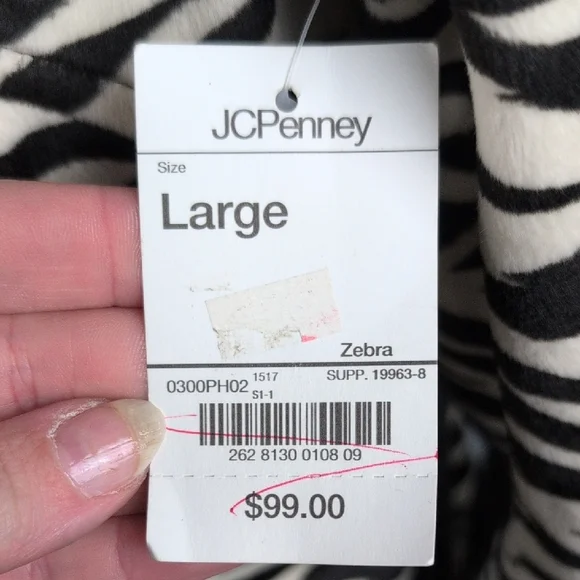 JCPenney
Size
Large
Zebra
0300PH02 1517 SUPP. 19963-8
S1-1
262 8130 0108 09
$99.00